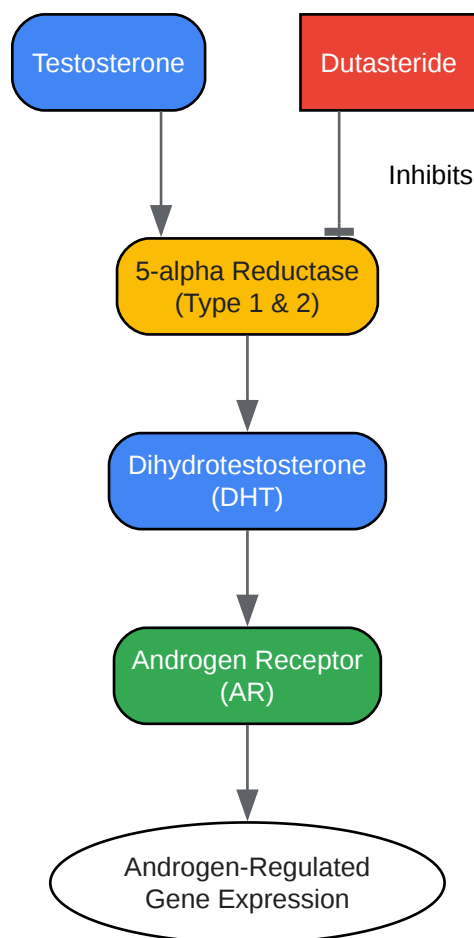 Testosterone
Dutasteride
Inhibits
5-alpha Reductase
(Type 1 & 2)
Dihydrotestosterone
(DHT)
Androgen Receptor
(AR)
Androgen-Regulated
Gene Expression